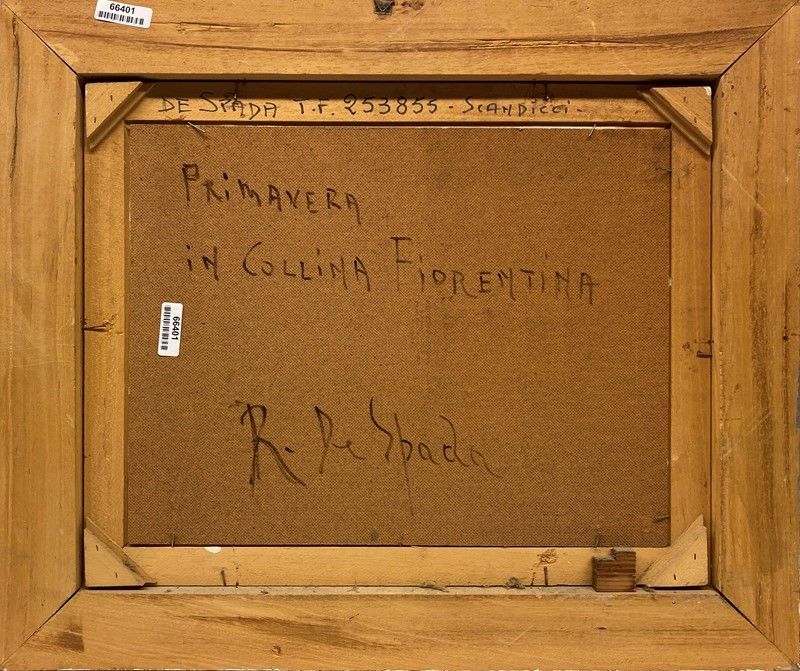 66401
DE SPADA T.F. 253855 - SCANDICCI -
PRIMAVERA
IN COLLINA FIORENTINA
66401
R. De Spada